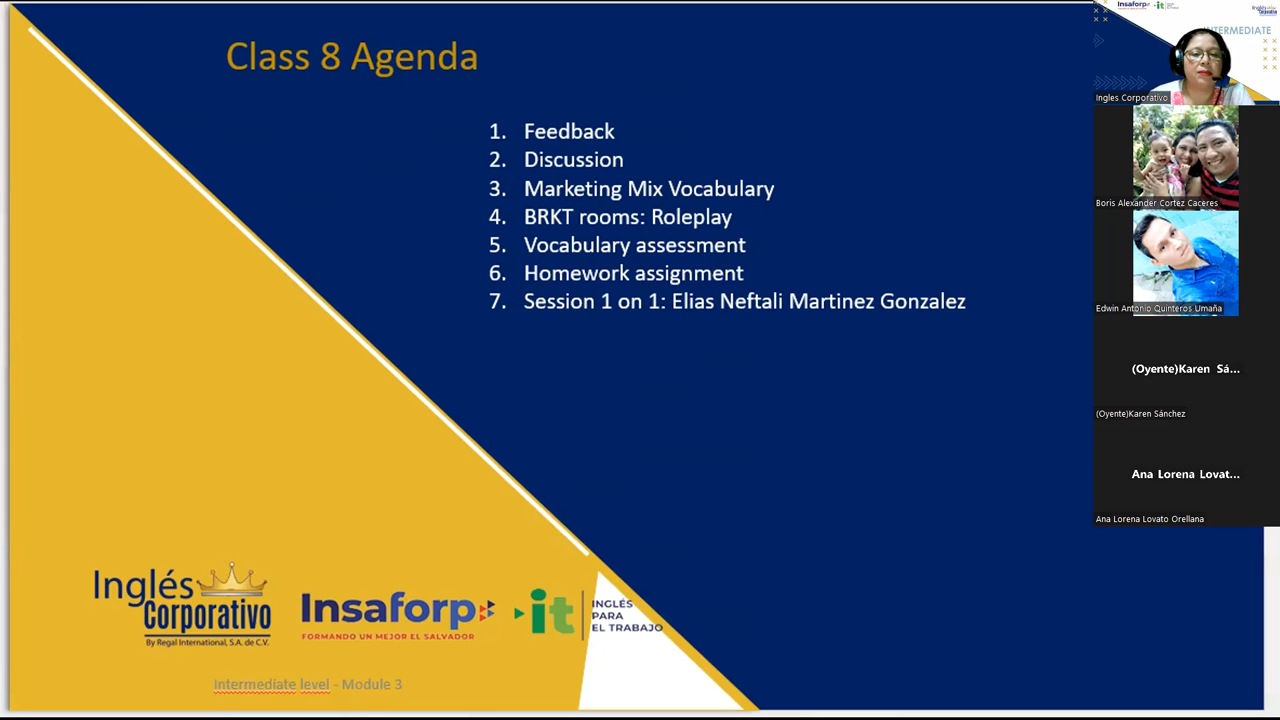 Class 8 Agenda
1. Feedback
2. Discussion
3. Marketing Mix Vocabulary
4. BRKT rooms: Roleplay
5. Vocabulary assessment
6. Homework assignment
7. Session 1 on 1: Elias Neftali Martinez Gonzalez
Inglés
Corporativo
By Regal International, S.A. de C.V.
Insaforp
FORMANDO UN MEJOR EL SALVADOR
it
INGLÉS
PARA
EL TRABAJO
Intermediate level - Module 3
Insaforp
it
INTERMEDIATE
Ingles Corporativo
Boris Alexander Cortez Caceres
Edwin Antonio Quinteros Umaña
(Oyente)Karen Sá...
(Oyente)Karen Sánchez
Ana Lorena Lovat...
Ana Lorena Lovato Orellana